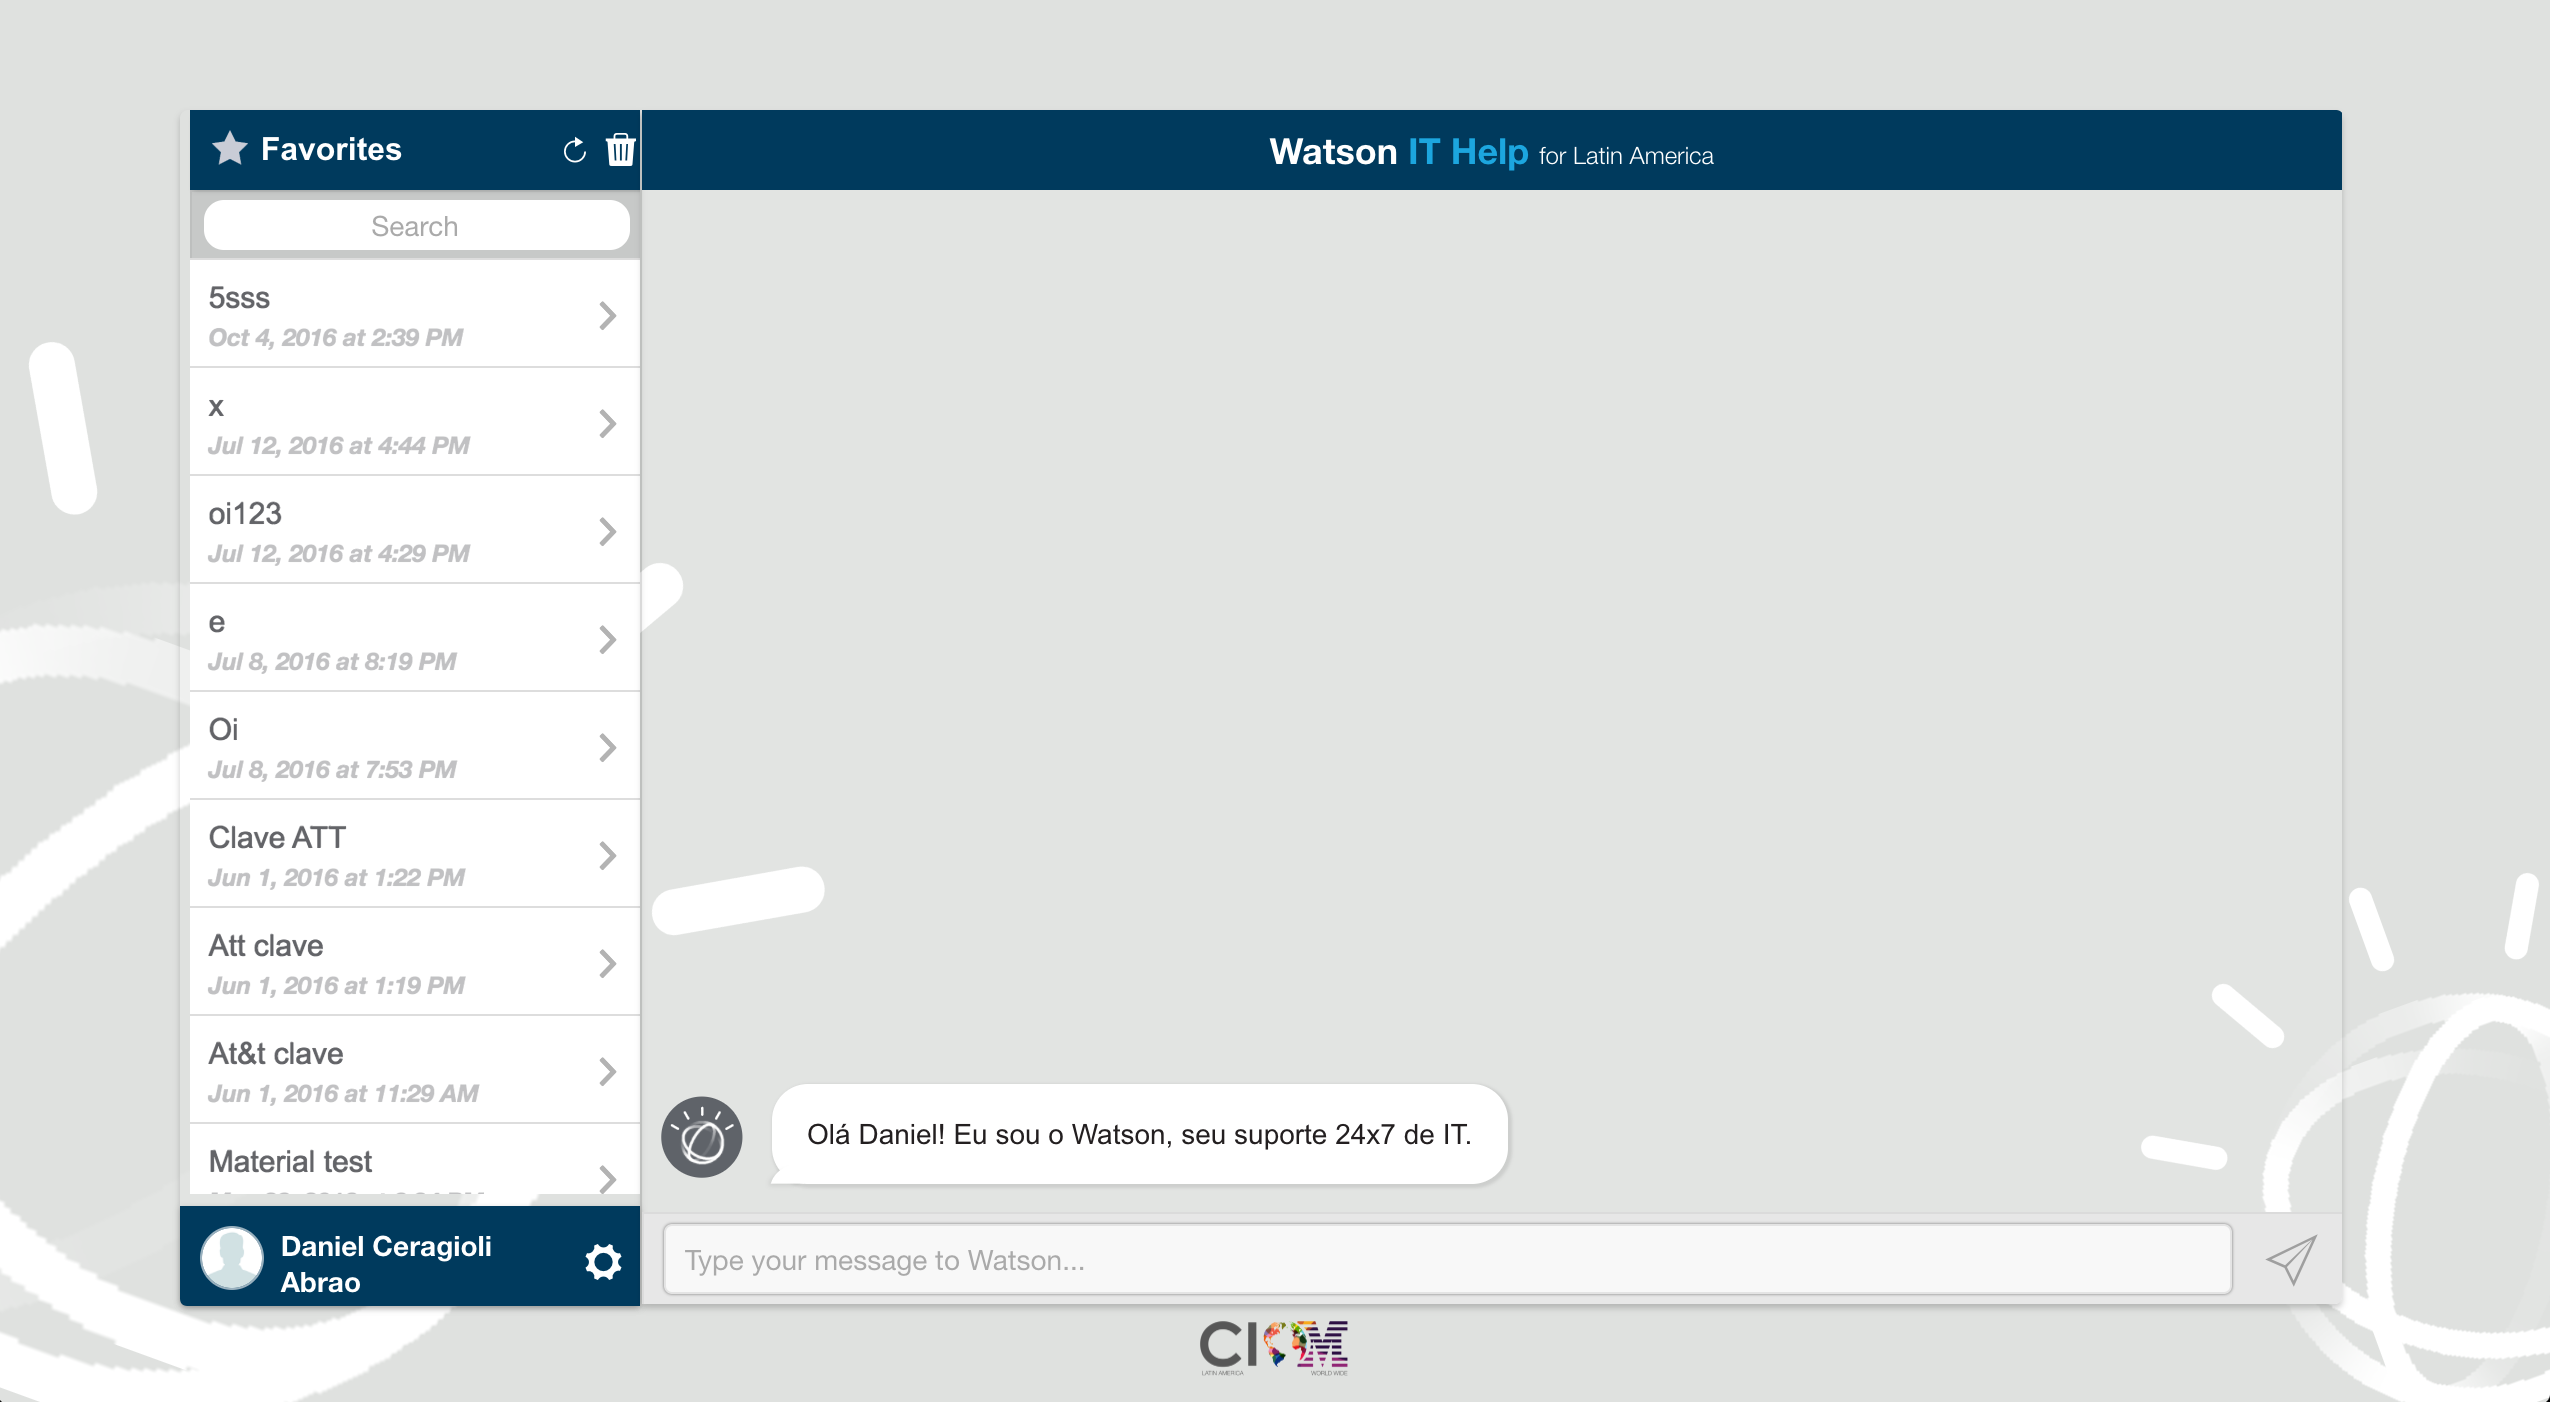 Favorites
Watson IT Help for Latin America
Search
5sss
Oct 4, 2016 at 2:39 PM
x
Jul 12, 2016 at 4:44 PM
oi123
Jul 12, 2016 at 4:29 PM
e
Jul 8, 2016 at 8:19 PM
Oi
Jul 8, 2016 at 7:53 PM
Clave ATT
Jun 1, 2016 at 1:22 PM
Att clave
Jun 1, 2016 at 1:19 PM
At&t clave
Jun 1, 2016 at 11:29 AM
Material test
Daniel Ceragioli
Abrao
Olá Daniel! Eu sou o Watson, seu suporte 24x7 de IT.
Type your message to Watson...
LATIN AMERICA
WORLD WIDE